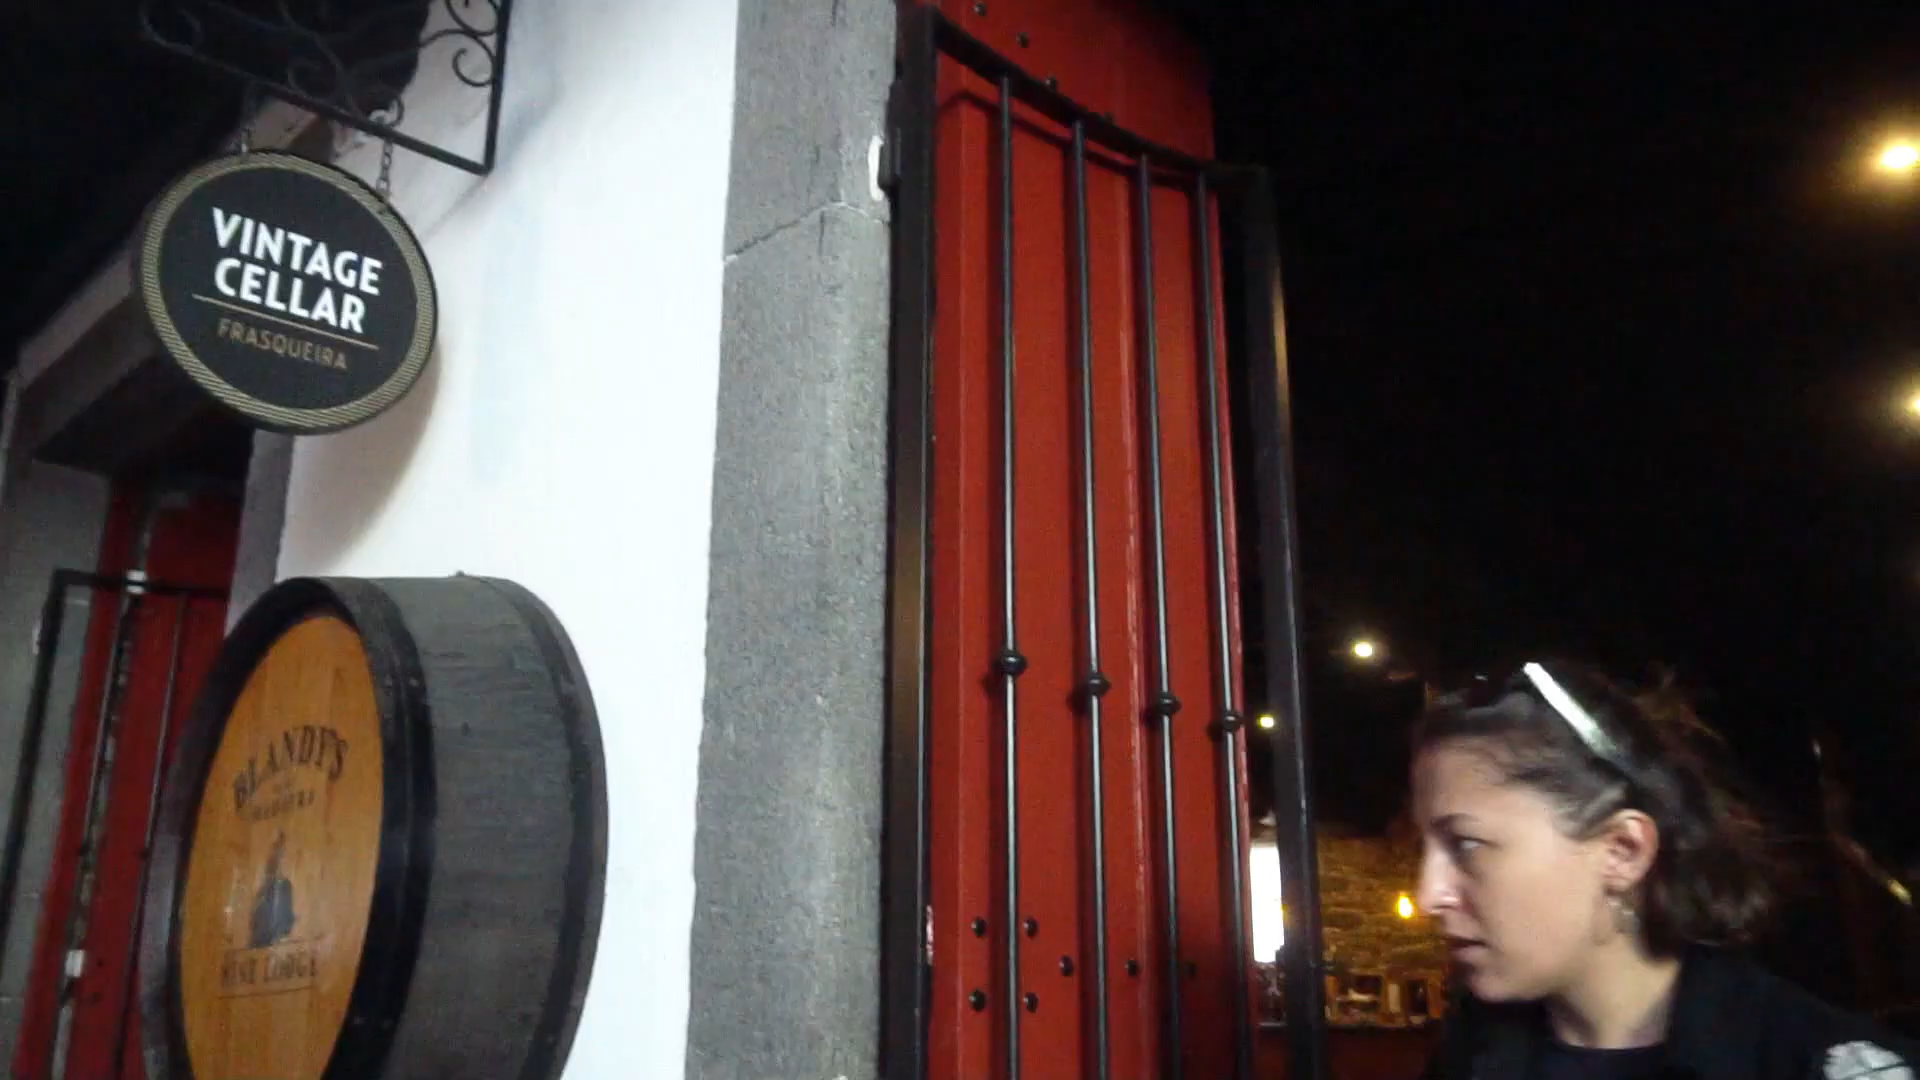 VINTAGE
CELLAR
FRASQUEIRA
BLANDY'S
MADEIRA
WINE LODGE